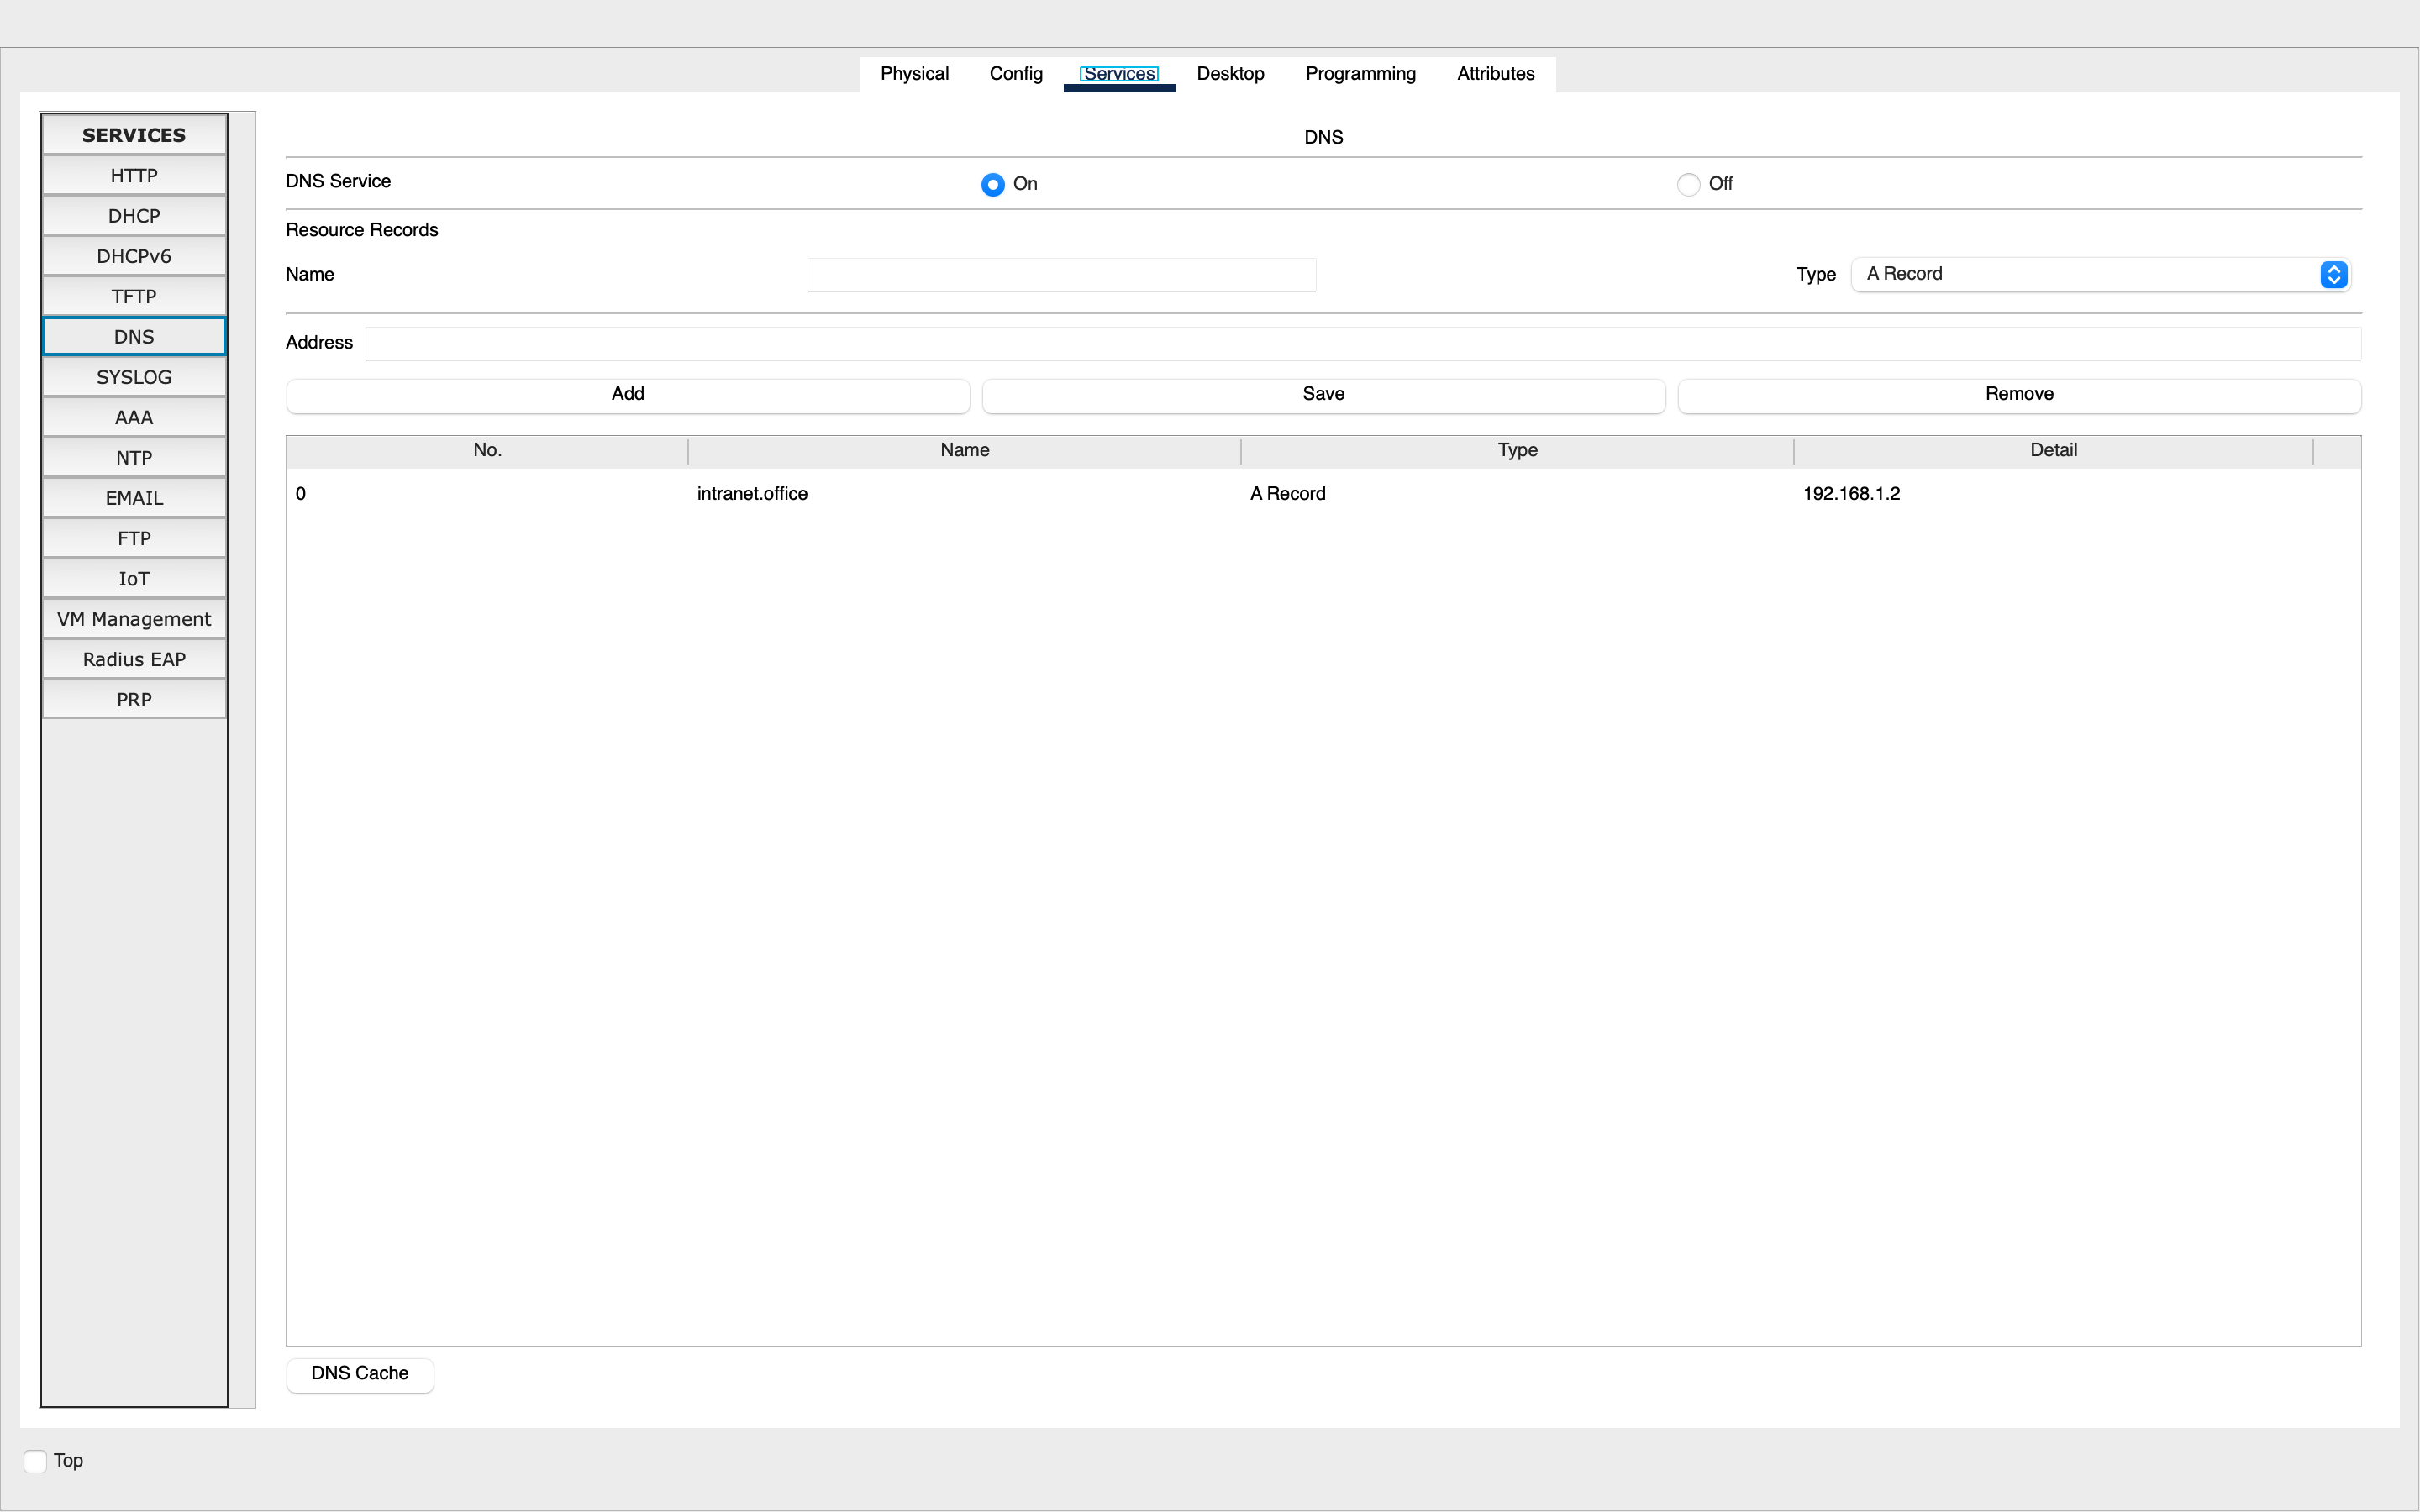 Physical Config Services Desktop Programming Attributes
SERVICES
HTTP
DHCP
DHCPv6
TFTP
DNS
SYSLOG
AAA
NTP
EMAIL
FTP
IoT
VM Management
Radius EAP
PRP
DNS
DNS Service On Off
Resource Records
Name Type A Record
Address
Add Save Remove
No. Name Type Detail
0 intranet.office A Record 192.168.1.2
DNS Cache
Top